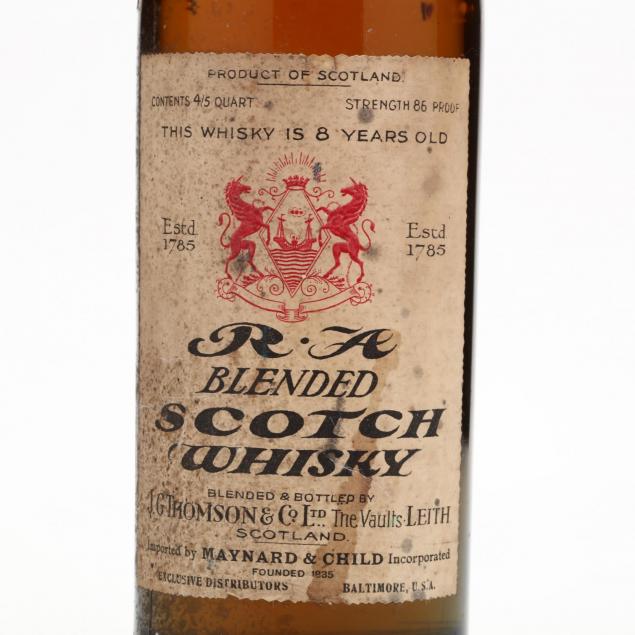 PRODUCT OF SCOTLAND.
CONTENTS 4/5 QUART STRENGTH 86 PROOF
THIS WHISKY IS 8 YEARS OLD
Estd. Estd.
1785 1785
R·A
BLENDED
SCOTCH
WHISKY
BLENDED & BOTTLED BY
J.G. THOMSON & Co. LTD. The Vaults·LEITH
SCOTLAND.
Imported by MAYNARD & CHILD Incorporated
FOUNDED 1835
EXCLUSIVE DISTRIBUTORS BALTIMORE, U.S.A.